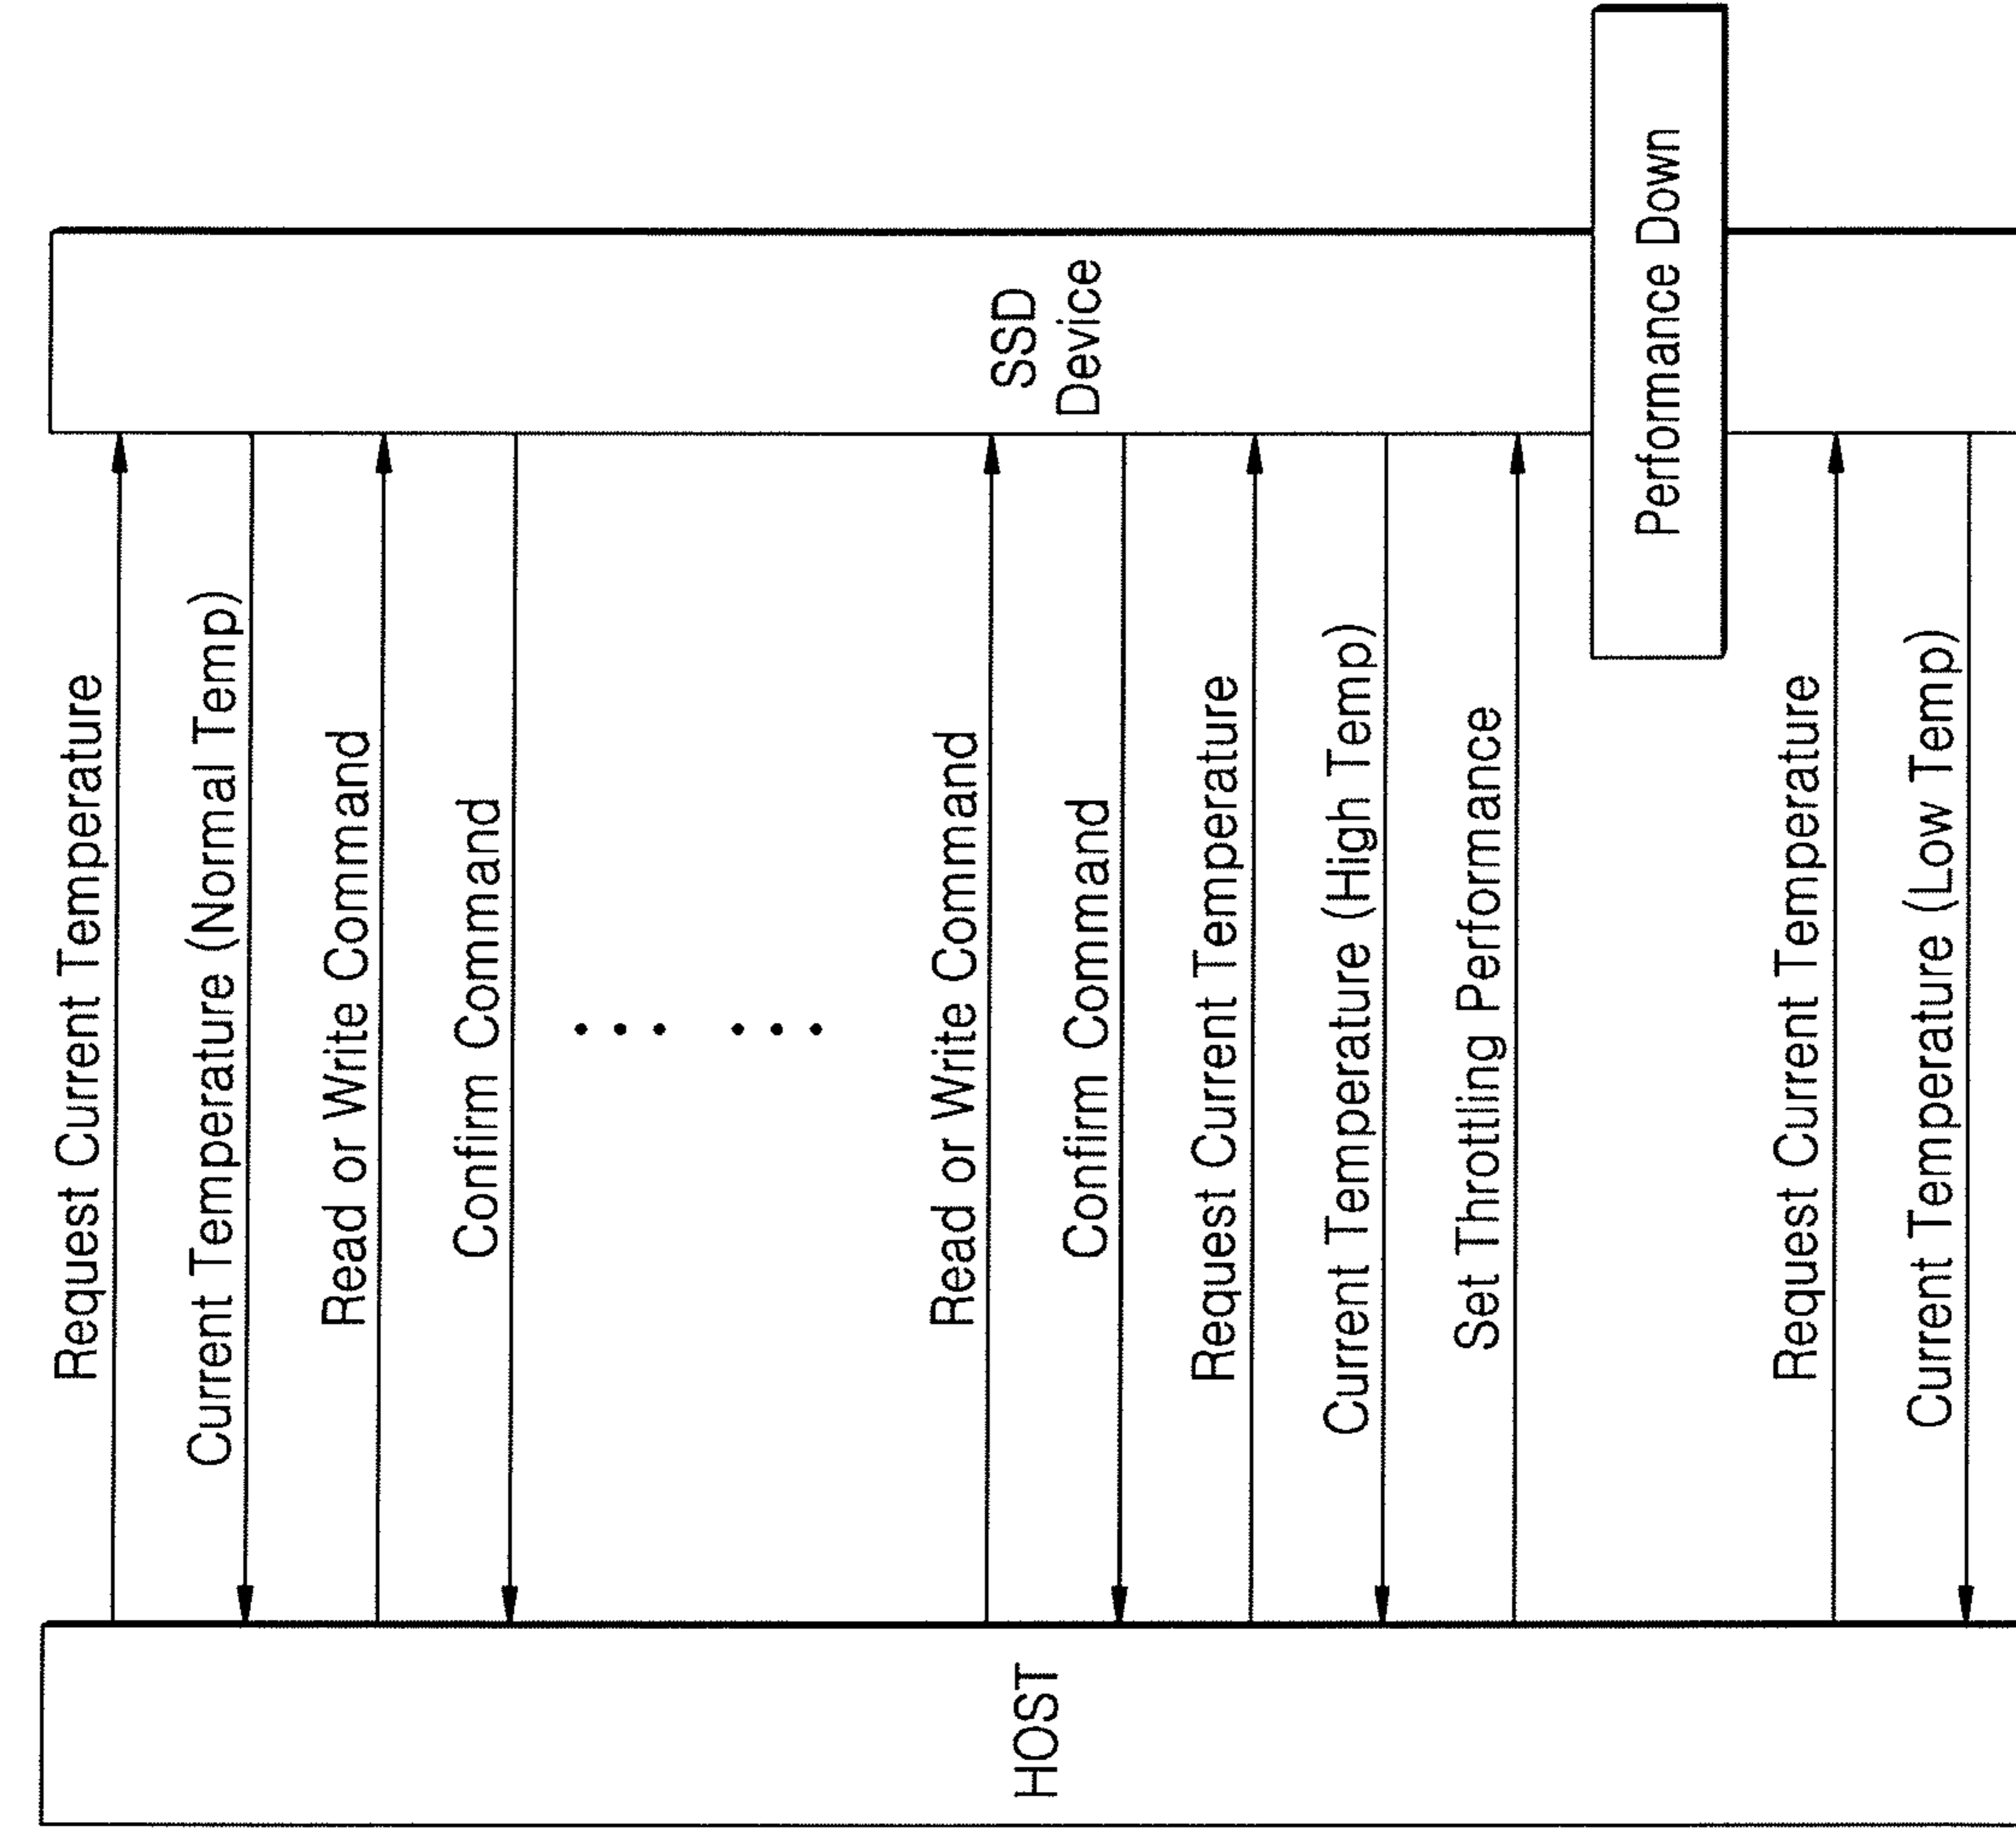 Request Current Temperature
Current Temperature (Normal Temp)
Read or Write Command
Confirm Command
... ...
Read or Write Command
Confirm Command
Request Current Temperature
Current Temperature (High Temp)
Set Throttling Performance
Request Current Temperature
Current Temperature (Low Temp)
HOST
SSD
Device
Performance Down